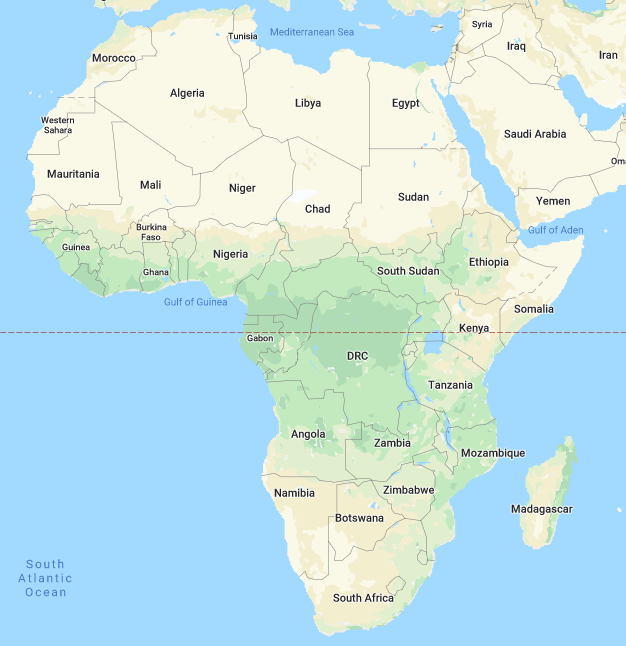 Syria
Mediterranean Sea
Tunisia
Iraq
Iran
Morocco
Algeria
Libya
Egypt
Western
Sahara
Saudi Arabia
Om
Mauritania
Mali
Niger
Chad
Sudan
Yemen
Burkina
Faso
Gulf of Aden
Guinea
Nigeria
Ghana
South Sudan
Ethiopia
Gulf of Guinea
Somalia
Kenya
Gabon
DRC
Tanzania
Angola
Zambia
Mozambique
Namibia
Zimbabwe
Botswana
Madagascar
South
Atlantic
Ocean
South Africa